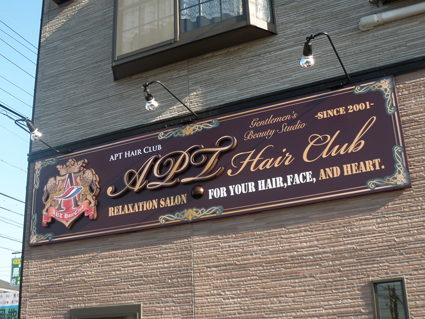 APT HAIR CLUB
Gentlemen's
Beauty Studio
-SINCE 2001-
APT Hair Club
RELAXATION SALON
FOR YOUR HAIR, FACE, AND HEART.